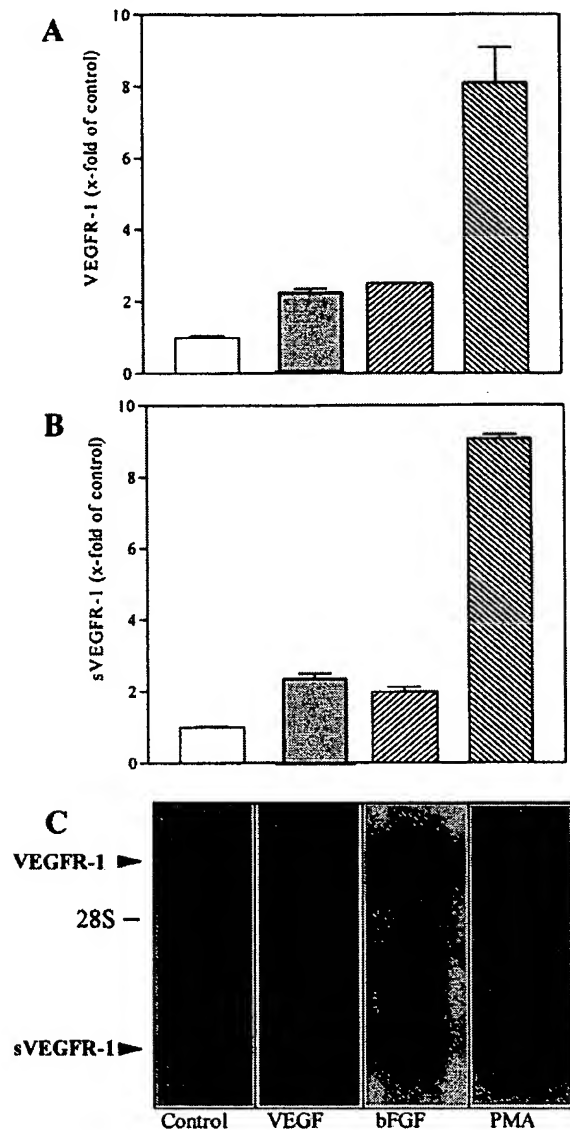 A
VEGFR-1 (x-fold of control)
10
8
6
4
2
0
B
sVEGFR-1 (x-fold of control)
10
8
6
4
2
0
C
VEGFR-1
28S
sVEGFR-1
Control VEGF bFGF PMA